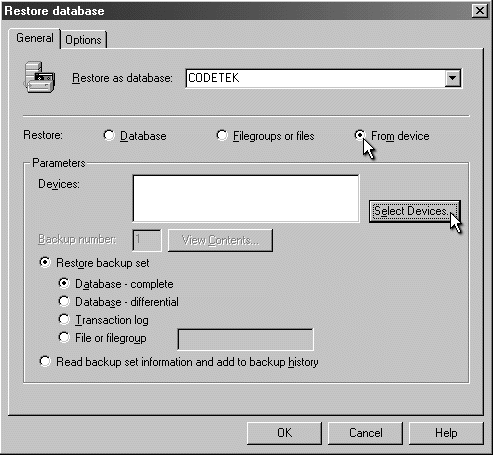 Restore database
General
Options
Restore as database:
CODETEK
Restore:
Database
Filegroups or files
From device
Parameters
Devices:
Select Devices...
Backup number:
1
View Contents...
Restore backup set
Database - complete
Database - differential
Transaction log
File or filegroup
Read backup set information and add to backup history
OK
Cancel
Help